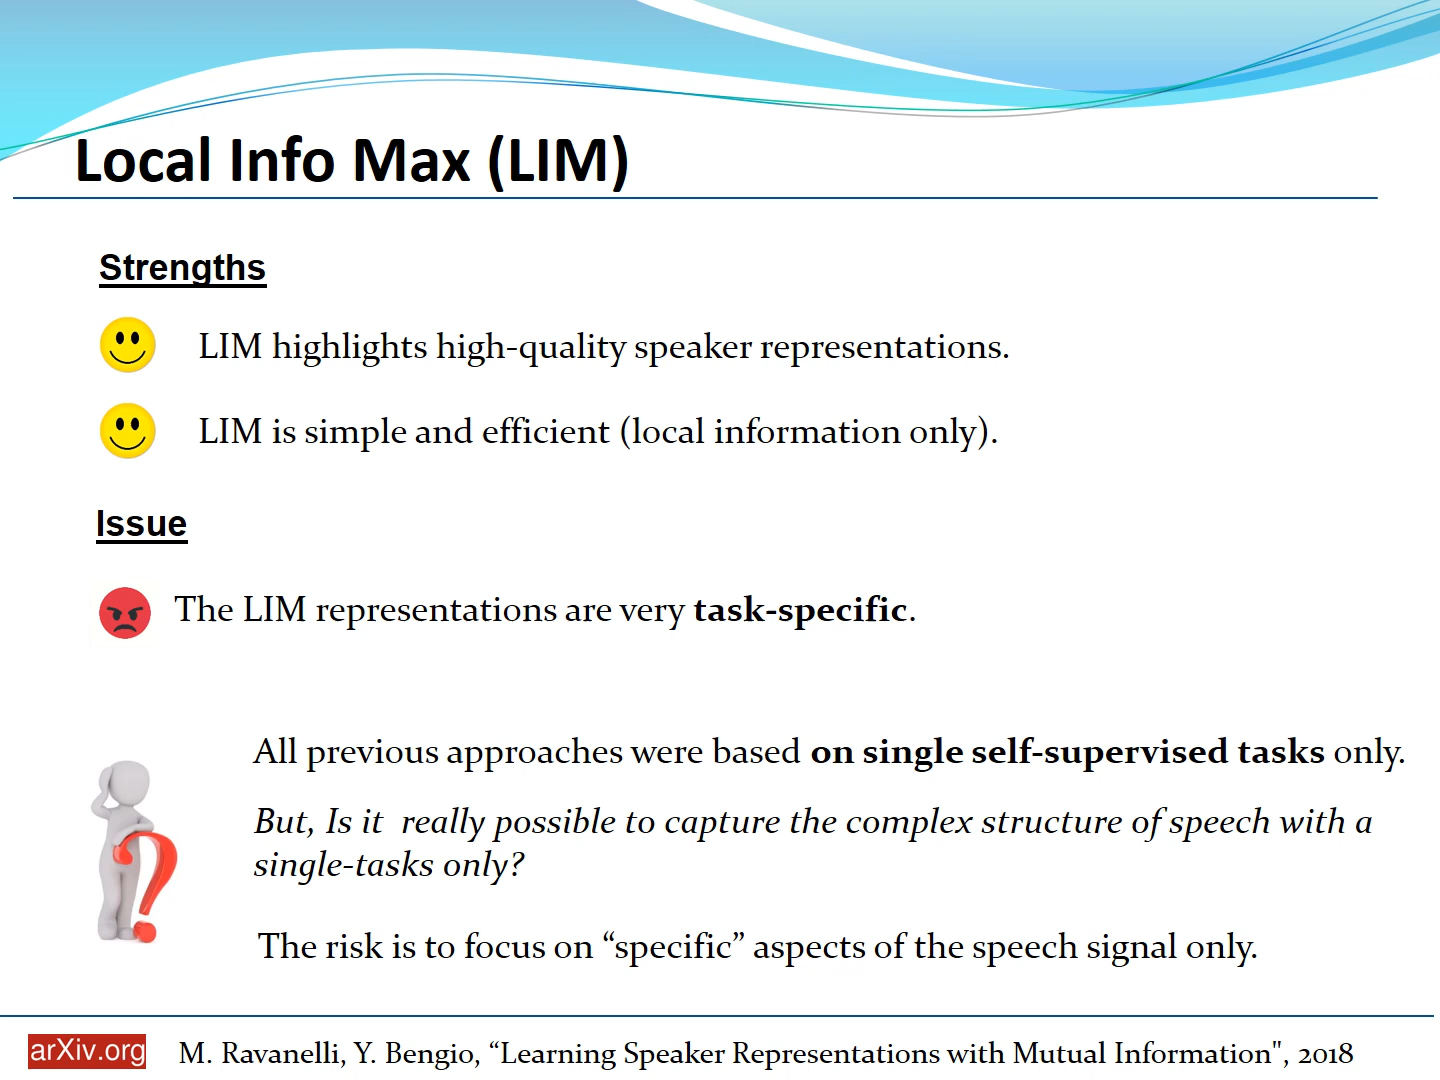 Local Info Max (LIM)
Strengths
LIM highlights high-quality speaker representations.
LIM is simple and efficient (local information only).
Issue
The LIM representations are very task-specific.
All previous approaches were based on single self-supervised tasks only.
But, Is it  really possible to capture the complex structure of speech with a
single-tasks only?
The risk is to focus on “specific” aspects of the speech signal only.
arXiv.org M. Ravanelli, Y. Bengio, “Learning Speaker Representations with Mutual Information", 2018